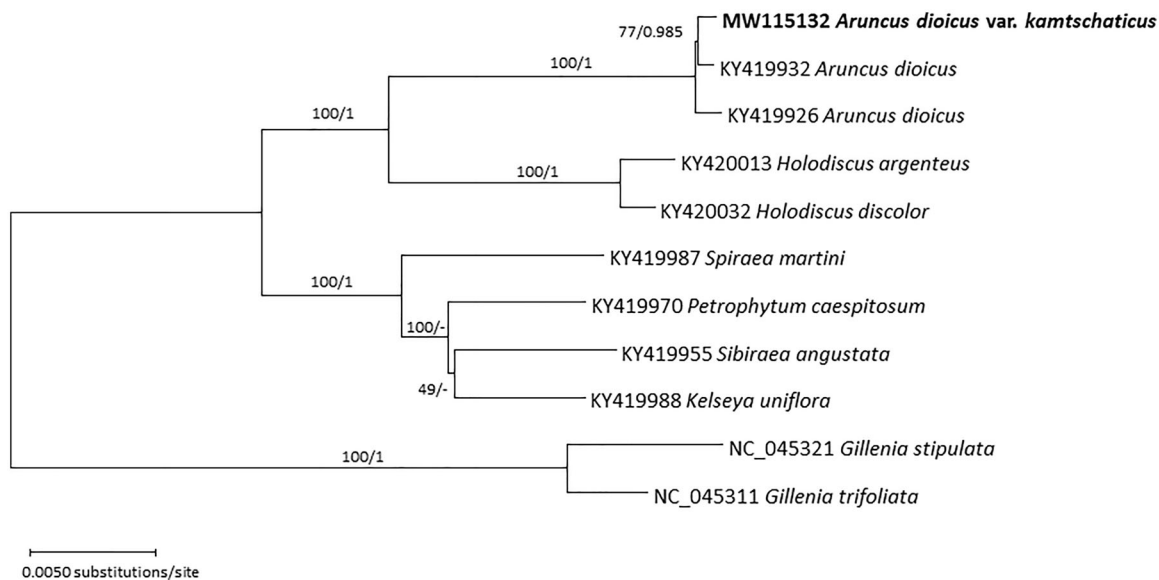 MW115132 Aruncus dioicus var. kamtschaticus
77/0.985
100/1
KY419932 Aruncus dioicus
100/1
KY419926 Aruncus dioicus
KY420013 Holodiscus argenteus
100/1
KY420032 Holodiscus discolor
KY419987 Spiraea martini
100/1
KY419970 Petrophytum caespitosum
100/-
KY419955 Sibiraea angustata
49/-
KY419988 Kelseya uniflora
NC_045321 Gillenia stipulata
100/1
NC_045311 Gillenia trifoliata
0.0050 substitutions/site